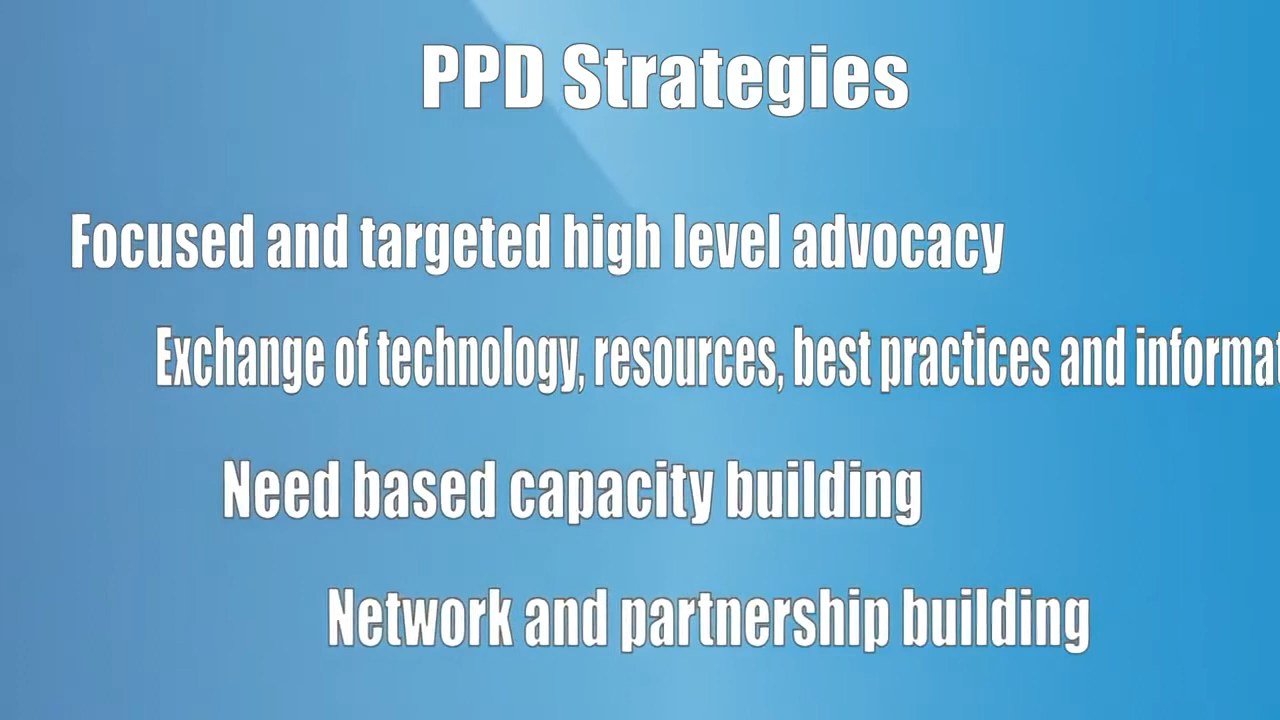 PPD Strategies
Focused and targeted high level advocacy
Exchange of technology, resources, best practices and informat
Need based capacity building
Network and partnership building